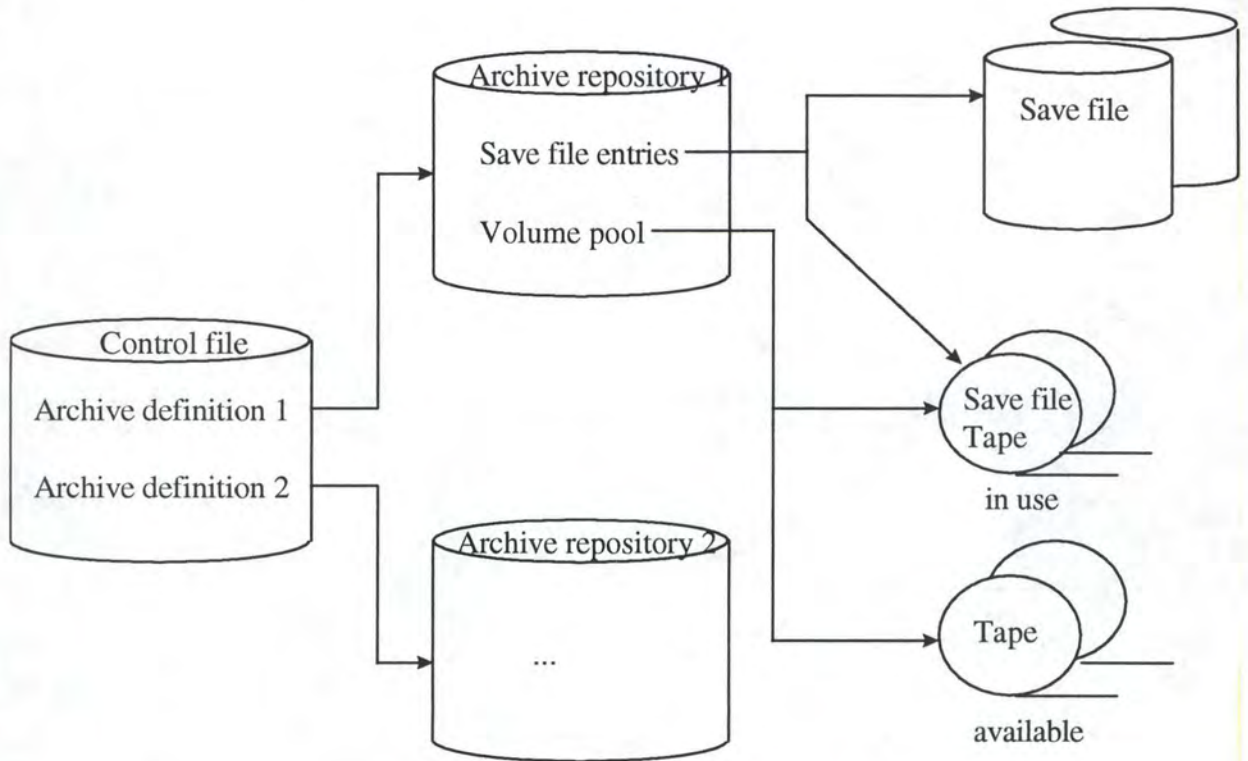 Archive repository 1
Save file entries
Volume pool
Save file
Control file
Archive definition 1
Archive definition 2
Save file
Tape
in use
Archive repository 2
...
Tape
available